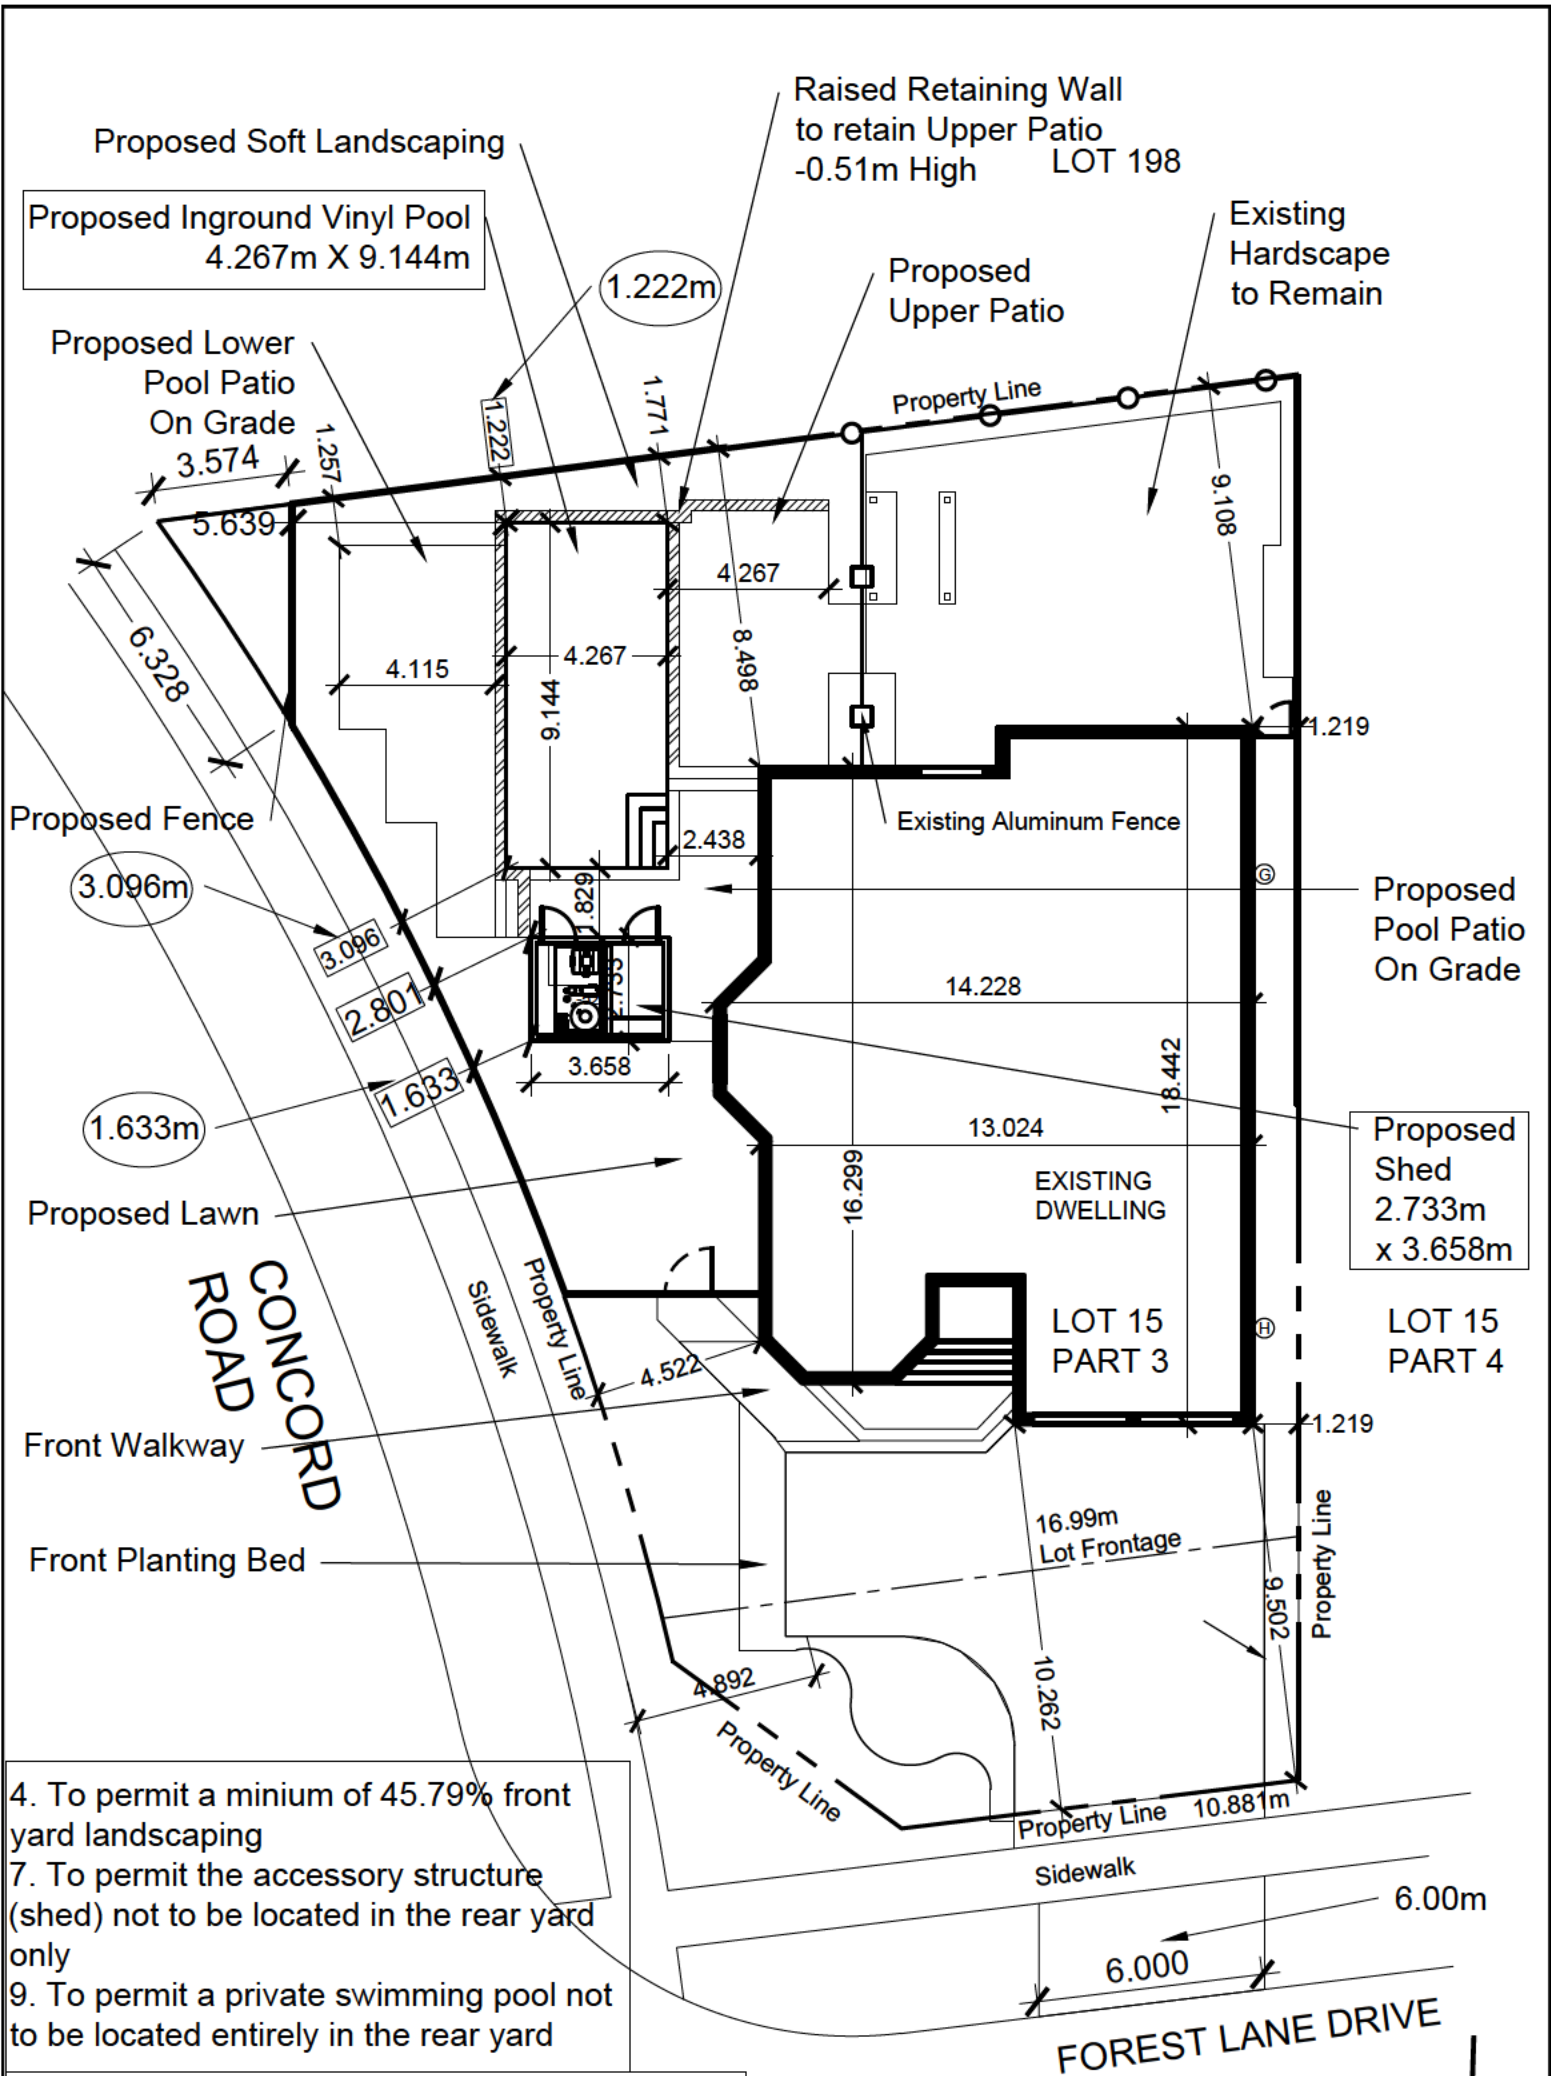 Raised Retaining Wall
to retain Upper Patio
-0.51m High
LOT 198
Proposed Soft Landscaping
Proposed Inground Vinyl Pool
4.267m X 9.144m
1.222m
Proposed
Upper Patio
Existing
Hardscape
to Remain
Proposed Lower
Pool Patio
On Grade
3.574
1.257
1.222
1.771
Property Line
9.108
5.639
6.328
4.267
8.498
4.115
4.267
9.144
1.219
Proposed Fence
Existing Aluminum Fence
2.438
3.096m
3.096
1.829
G
Proposed
Pool Patio
On Grade
2.801
2.733
14.228
1.633
3.658
18.442
1.633m
13.024
Proposed
Shed
2.733m
x 3.658m
16.299
EXISTING
DWELLING
Proposed Lawn
CONCORD
ROAD
Sidewalk
Property Line
LOT 15
PART 3
H
LOT 15
PART 4
4.522
Front Walkway
1.219
16.99m
Lot Frontage
Property Line
Front Planting Bed
9.502
10.262
4.892
Property Line
Property Line
10.881m
Sidewalk
6.00m
6.000
FOREST LANE DRIVE
4. To permit a minium of 45.79% front
yard landscaping
7. To permit the accessory structure
(shed) not to be located in the rear yard
only
9. To permit a private swimming pool not
to be located entirely in the rear yard